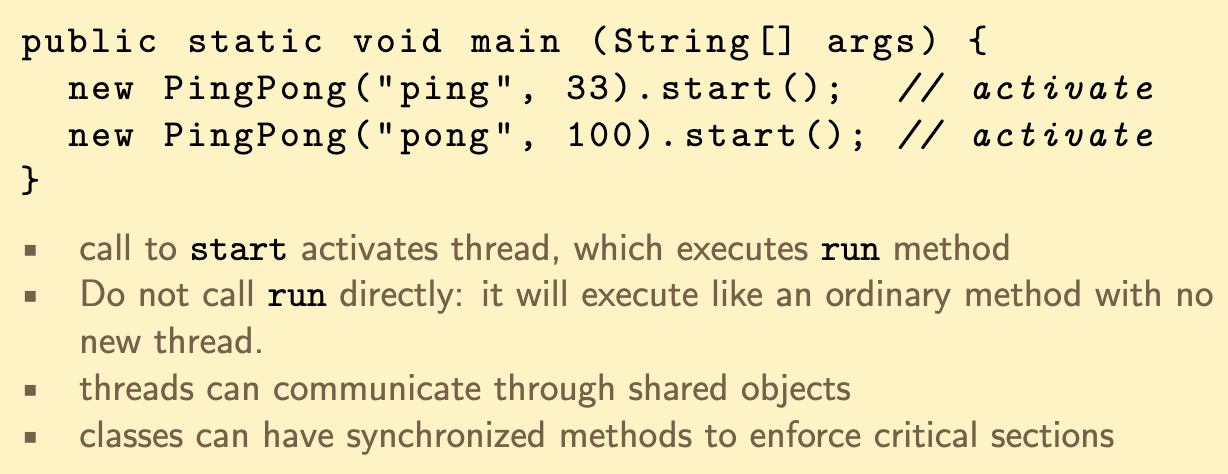 public static void main (String[] args) {
  new PingPong("ping", 33).start();  // activate
  new PingPong("pong", 100).start(); // activate
}
▪ call to start activates thread, which executes run method
▪ Do not call run directly: it will execute like an ordinary method with no
new thread.
▪ threads can communicate through shared objects
▪ classes can have synchronized methods to enforce critical sections